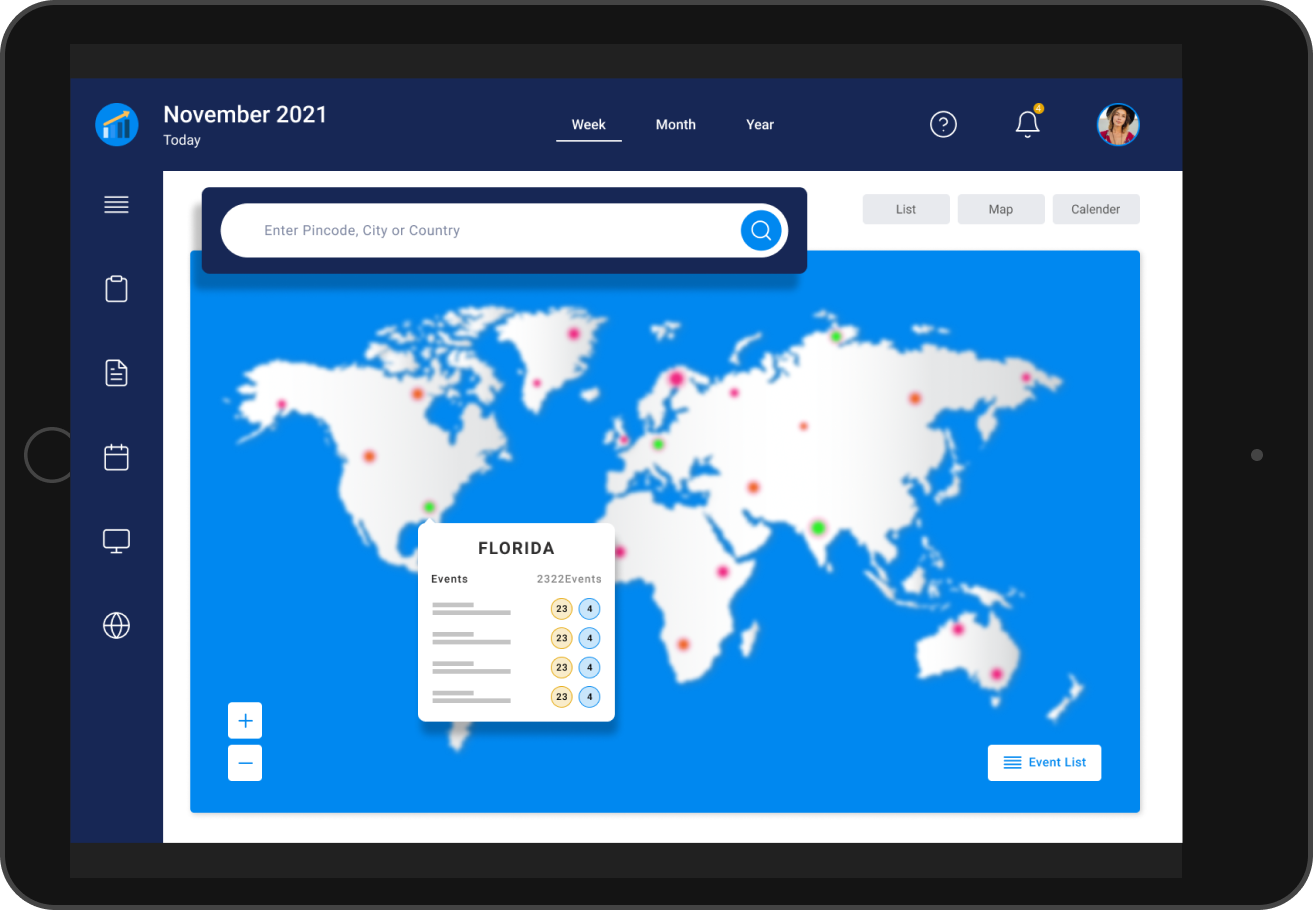 November 2021
Today
Week Month Year
4
Enter Pincode, City or Country
List Map Calender
FLORIDA
Events 2322Events
23 4
23 4
23 4
23 4
+
−
Event List